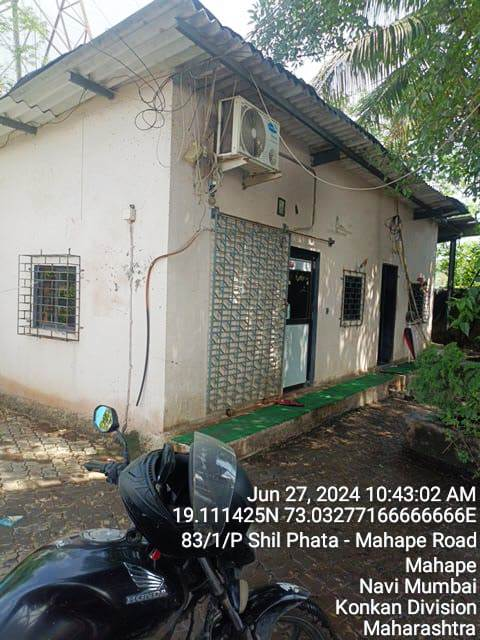 Jun 27, 2024 10:43:02 AM
19.111425N 73.03277166666666E
83/1/P Shil Phata - Mahape Road
Mahape
Navi Mumbai
Konkan Division
Maharashtra
HONDA